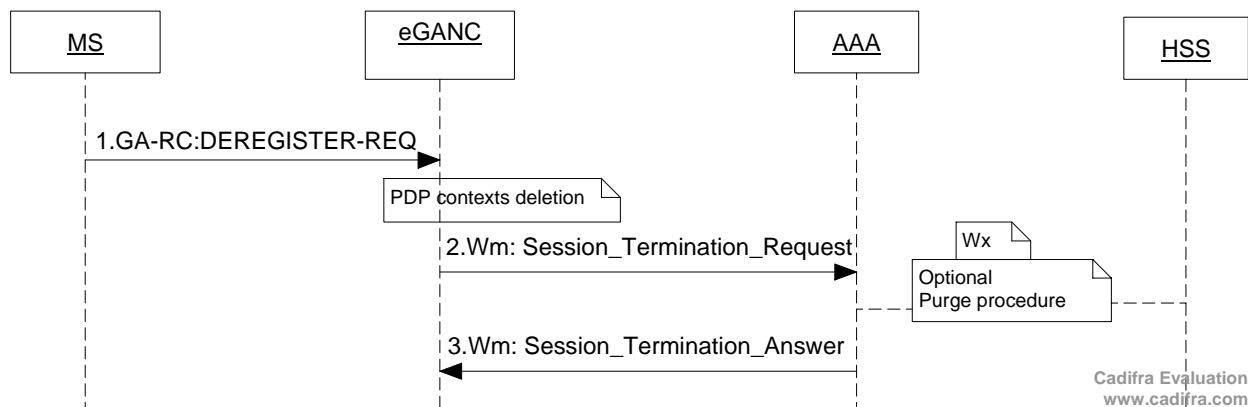 MS
eGANC
AAA
HSS
1.GA-RC:DEREGISTER-REQ
PDP contexts deletion
2.Wm: Session_Termination_Request
Wx
Optional
Purge procedure
3.Wm: Session_Termination_Answer
Cadifra Evaluation
www.cadifra.com